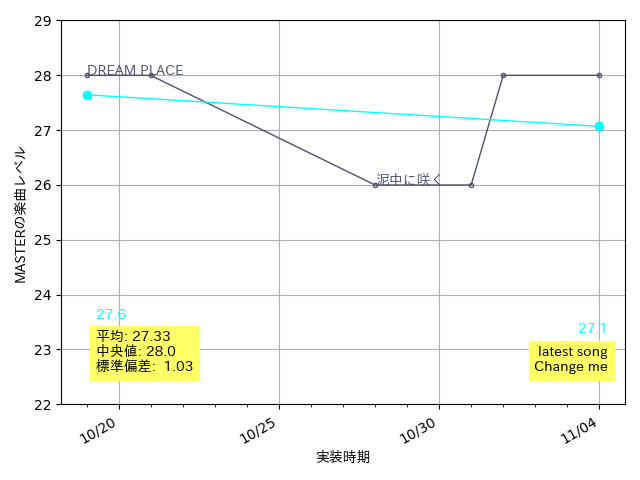 29
28
27
26
25
24
23
22
MASTERの楽曲レベル
DREAM PLACE
泥中に咲く
27.6
平均: 27.33
中央値: 28.0
標準偏差: 1.03
27.1
latest song
Change me
10/20
10/25
10/30
11/04
実装時期